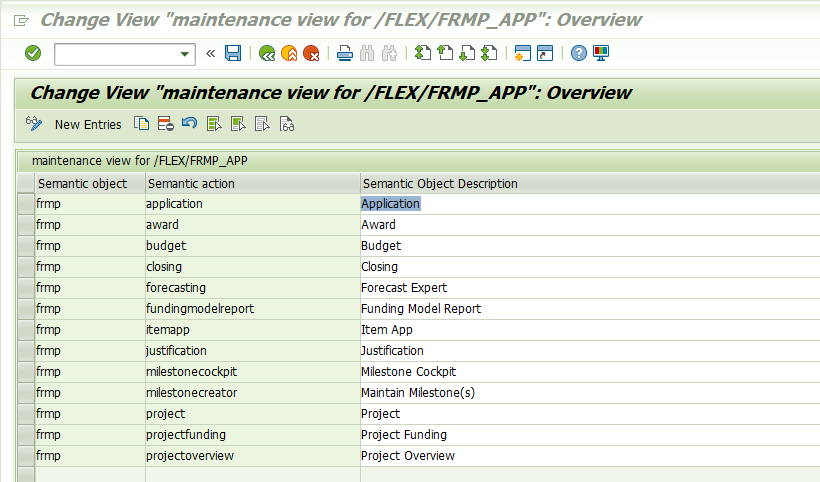 Change View "maintenance view for /FLEX/FRMP_APP": Overview
Change View "maintenance view for /FLEX/FRMP_APP": Overview
New Entries
maintenance view for /FLEX/FRMP_APP
Semantic object Semantic action Semantic Object Description
frmp application Application
frmp award Award
frmp budget Budget
frmp closing Closing
frmp forecasting Forecast Expert
frmp fundingmodelreport Funding Model Report
frmp itemapp Item App
frmp justification Justification
frmp milestonecockpit Milestone Cockpit
frmp milestonecreator Maintain Milestone(s)
frmp project Project
frmp projectfunding Project Funding
frmp projectoverview Project Overview